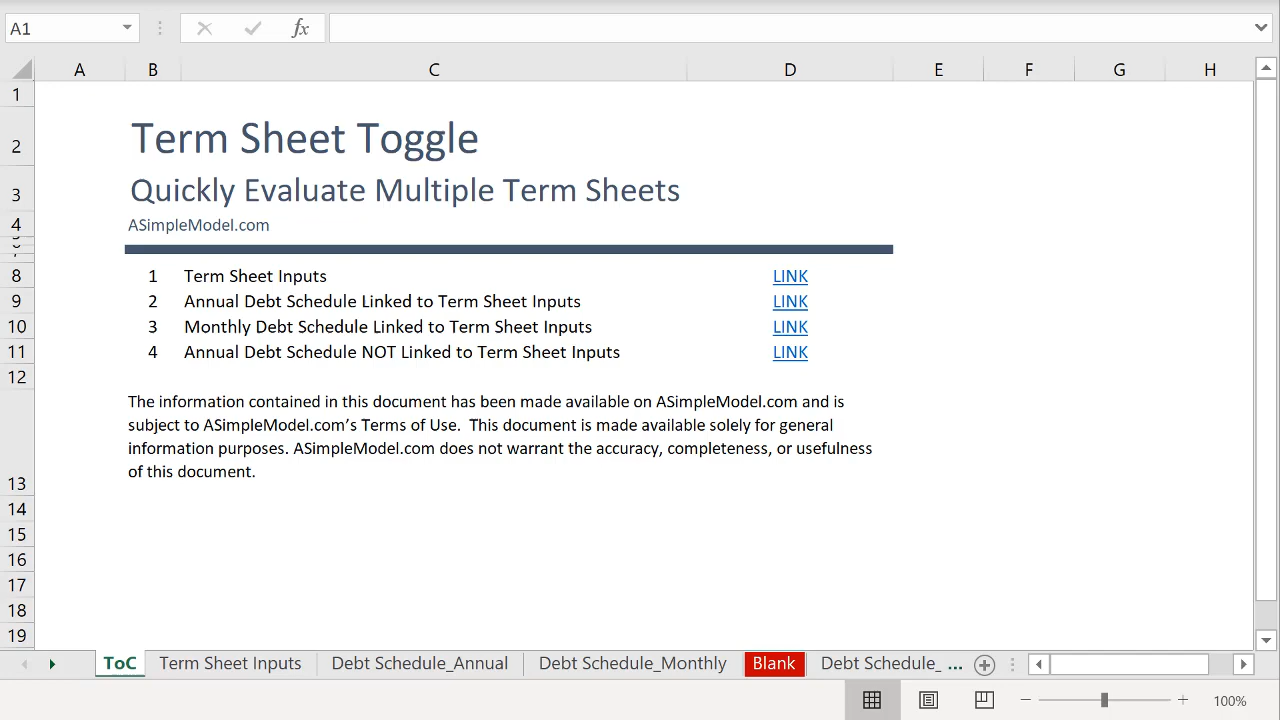 A1
fx
A B C D E F G H
1
2 Term Sheet Toggle
3 Quickly Evaluate Multiple Term Sheets
4 ASimpleModel.com
8 1 Term Sheet Inputs LINK
9 2 Annual Debt Schedule Linked to Term Sheet Inputs LINK
10 3 Monthly Debt Schedule Linked to Term Sheet Inputs LINK
11 4 Annual Debt Schedule NOT Linked to Term Sheet Inputs LINK
12
The information contained in this document has been made available on ASimpleModel.com and is
subject to ASimpleModel.com’s Terms of Use.  This document is made available solely for general
information purposes. ASimpleModel.com does not warrant the accuracy, completeness, or usefulness
of this document.
13
14
15
16
17
18
19
ToC Term Sheet Inputs Debt Schedule_Annual Debt Schedule_Monthly Blank Debt Schedule_ ...
100%